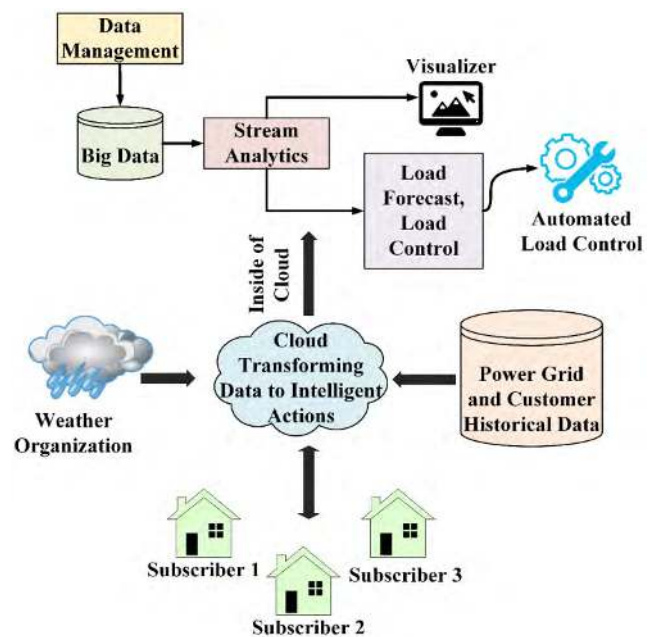 Data
Management
Big Data
Stream
Analytics
Visualizer
Load
Forecast,
Load
Control
Automated
Load Control
Inside of
Cloud
Cloud
Transforming
Data to Intelligent
Actions
Weather
Organization
Power Grid
and Customer
Historical Data
Subscriber 1
Subscriber 3
Subscriber 2